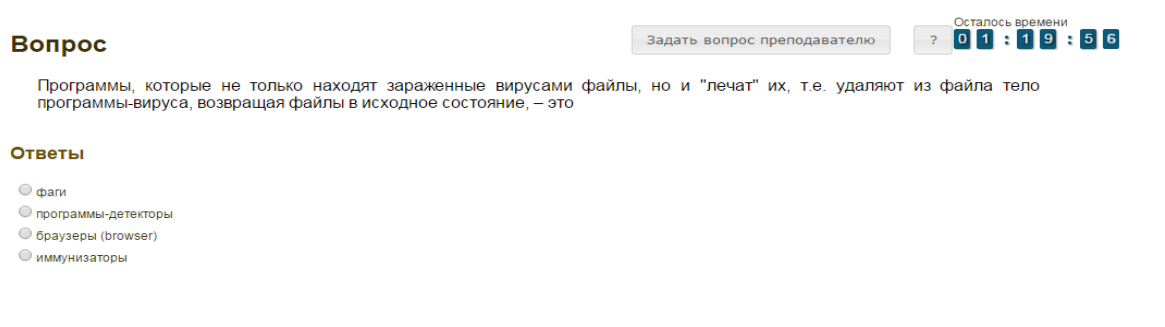 Осталось времени
Вопрос
Задать вопрос преподавателю
?
01:19:56
Программы, которые не только находят зараженные вирусами файлы, но и "лечат" их, т.е. удаляют из файла тело
программы-вируса, возвращая файлы в исходное состояние, – это
Ответы
фаги
программы-детекторы
браузеры (browser)
иммунизаторы